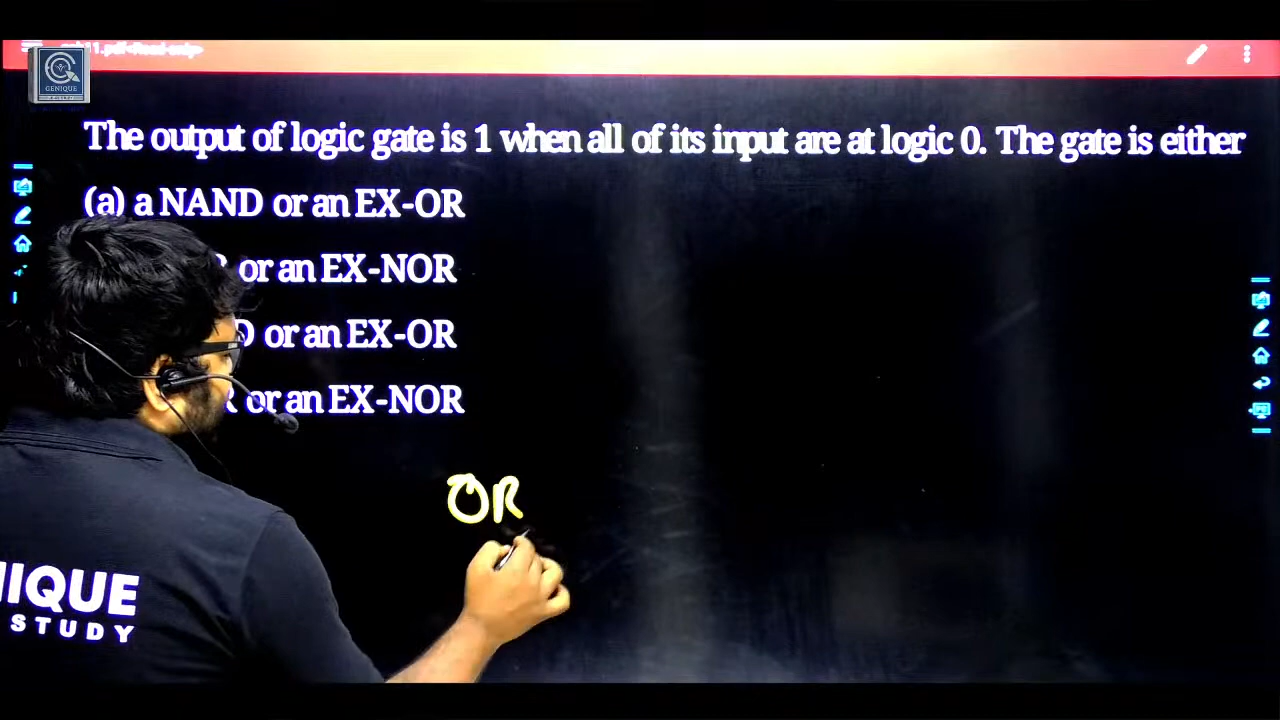 GENIQUE
The output of logic gate is 1 when all of its input are at logic 0. The gate is either
(a) a NAND or an EX-OR
or an EX-NOR
or an EX-OR
or an EX-NOR
OR
NIQUE
STUDY